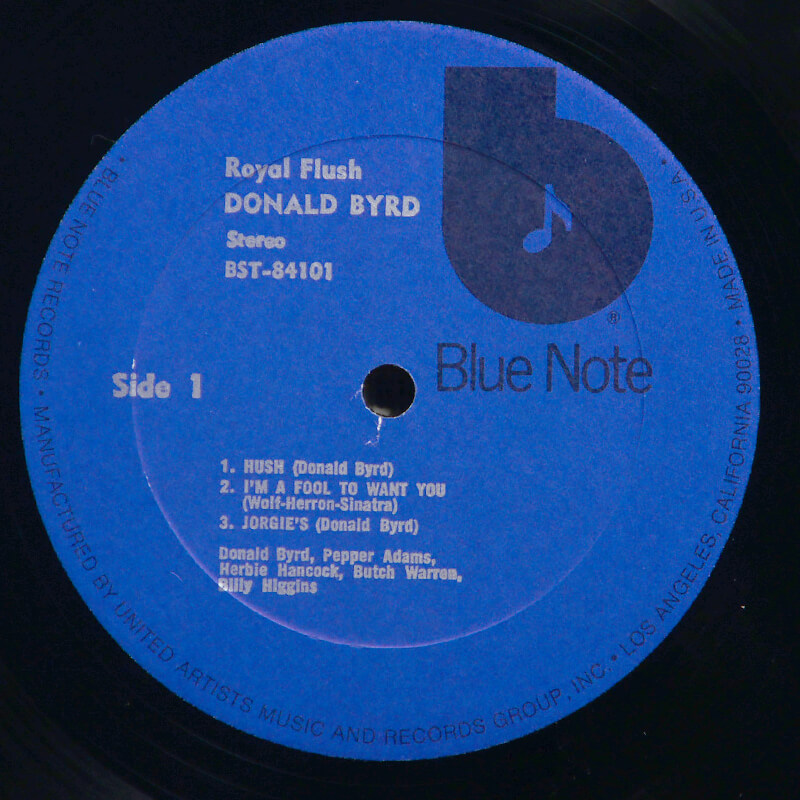 Royal Flush
DONALD BYRD
Stereo
BST-84101
®
Blue Note
Side 1
1. HUSH (Donald Byrd)
2. I'M A FOOL TO WANT YOU
(Wolf-Herron-Sinatra)
3. JORGIE'S (Donald Byrd)
Donald Byrd, Pepper Adams,
Herbie Hancock, Butch Warren,
Billy Higgins
• BLUE NOTE RECORDS • MANUFACTURED BY UNITED ARTISTS MUSIC AND RECORDS GROUP, INC. • LOS ANGELES, CALIFORNIA 90028 • MADE IN U.S.A.